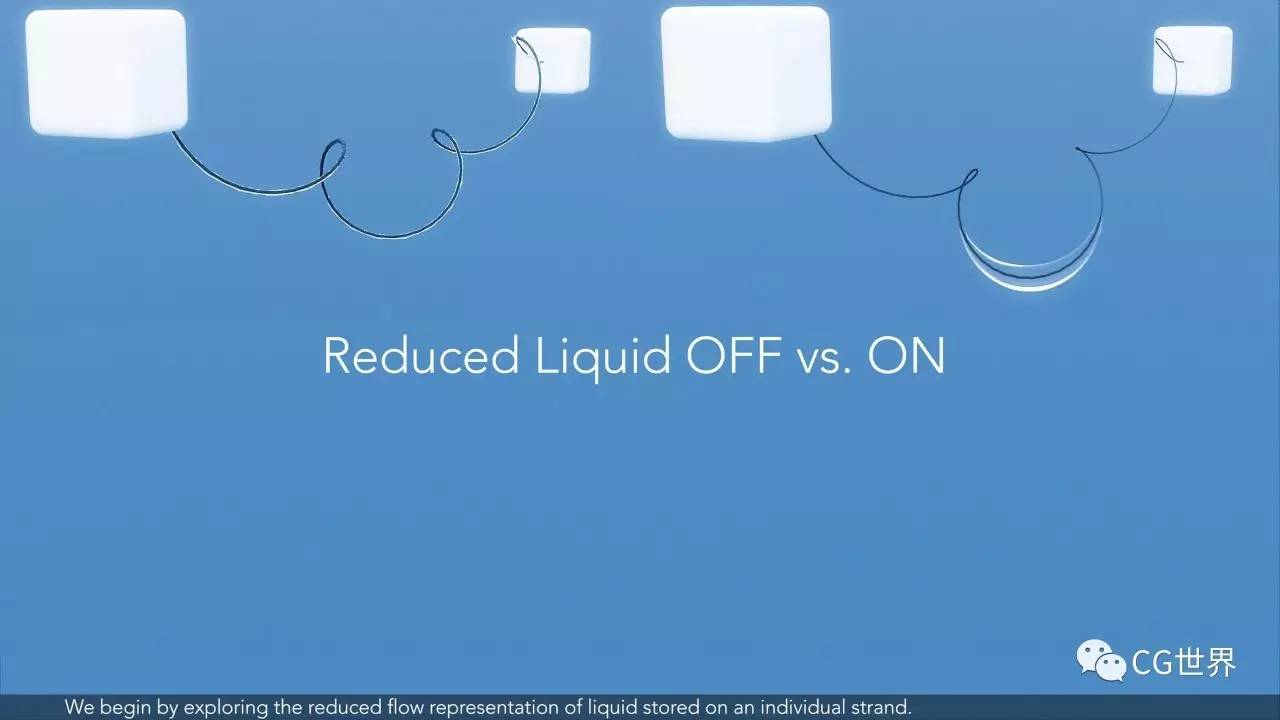 Reduced Liquid OFF vs. ON
CG世界
We begin by exploring the reduced flow representation of liquid stored on an individual strand.